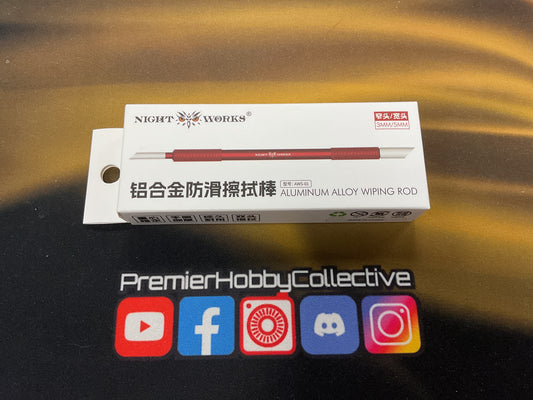 NIGHT WORKS
窄头/宽头
3MM/5MM
NIGHT WORKS
铝合金防滑擦拭棒
型号: AWS-01
ALUMINUM ALLOY WIPING ROD
PremierHobbyCollective